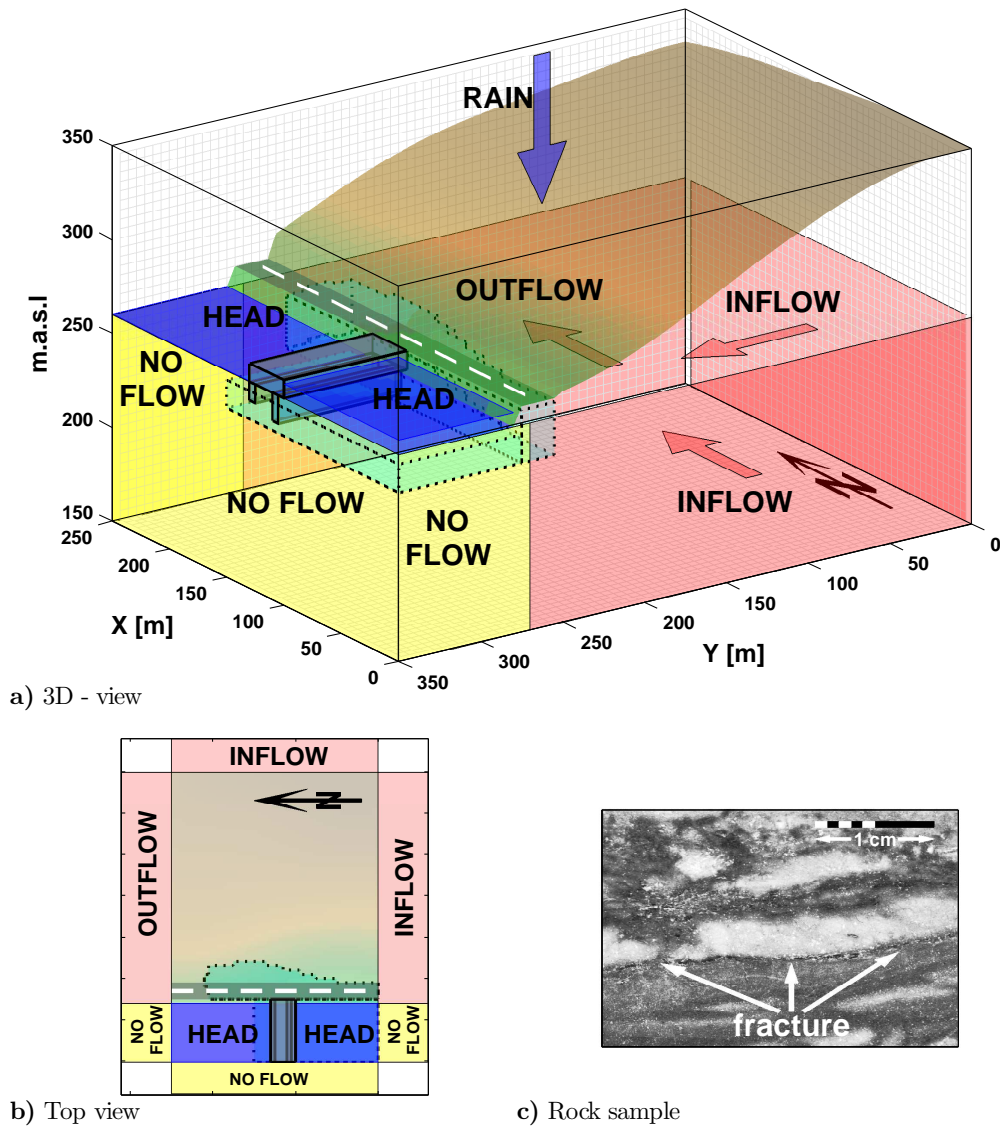 350
300
250
200
150
m.a.s.l
RAIN
OUTFLOW
INFLOW
HEAD
NO
FLOW
HEAD
NO FLOW
NO
FLOW
INFLOW
N
250
200
150
100
50
0
X [m]
350
300
250
200
150
100
50
0
Y [m]
a) 3D - view
INFLOW
N
OUTFLOW
INFLOW
NO
FLOW
HEAD
HEAD
NO
FLOW
NO FLOW
b) Top view
1 cm
fracture
c) Rock sample